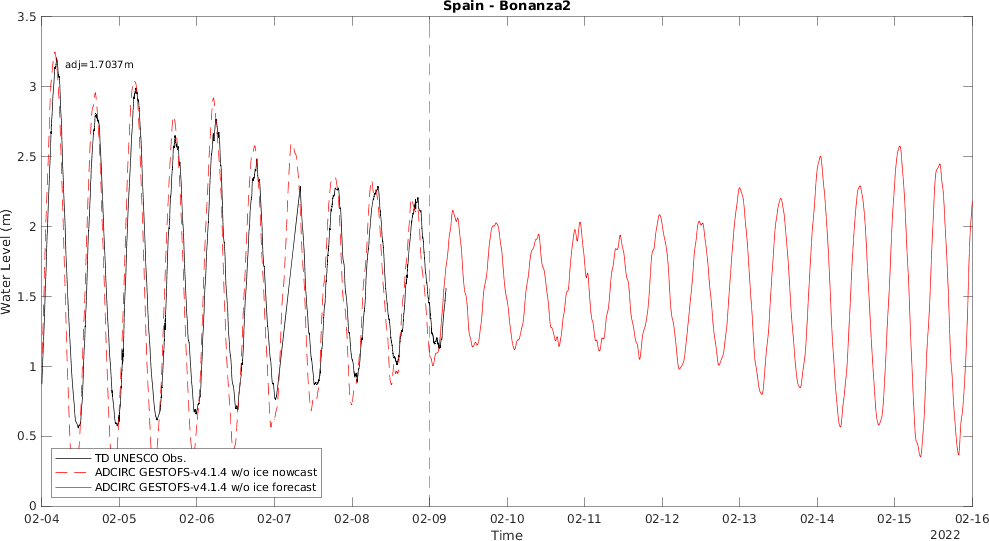 Spain - Bonanza2
adj=1.7037m
Water Level (m)
3.5
3
2.5
2
1.5
1
0.5
0
TD UNESCO Obs.
ADCIRC GESTOFS-v4.1.4 w/o ice nowcast
ADCIRC GESTOFS-v4.1.4 w/o ice forecast
02-04 02-05 02-06 02-07 02-08 02-09 02-10 02-11 02-12 02-13 02-14 02-15 02-16
Time
2022